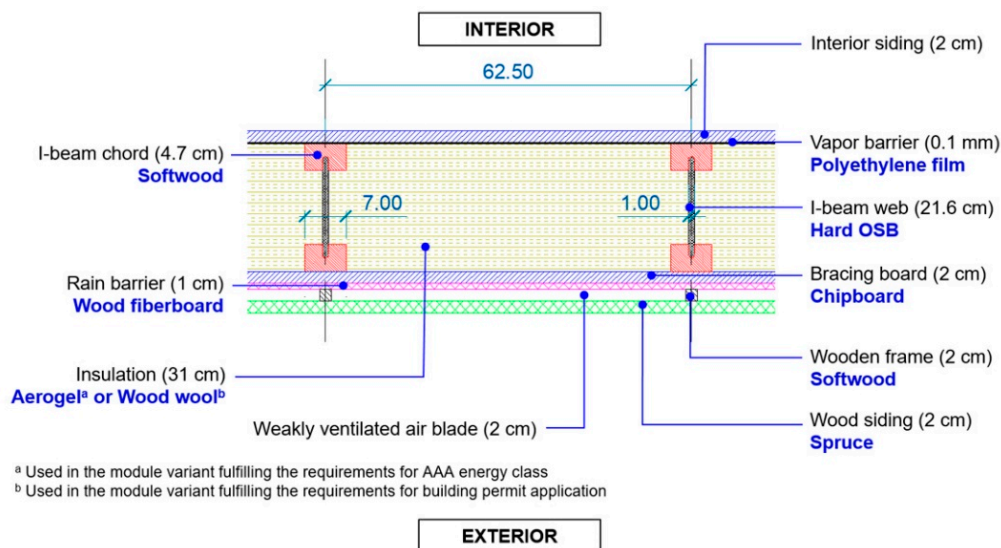 INTERIOR
62.50
Interior siding (2 cm)
Vapor barrier (0.1 mm)
Polyethylene film
I-beam chord (4.7 cm)
Softwood
I-beam web (21.6 cm)
Hard OSB
7.00
1.00
Bracing board (2 cm)
Chipboard
Rain barrier (1 cm)
Wood fiberboard
Wooden frame (2 cm)
Softwood
Insulation (31 cm)
Aerogelᵃ or Wood woolᵇ
Weakly ventilated air blade (2 cm)
Wood siding (2 cm)
Spruce
ᵃ Used in the module variant fulfilling the requirements for AAA energy class
ᵇ Used in the module variant fulfilling the requirements for building permit application
EXTERIOR